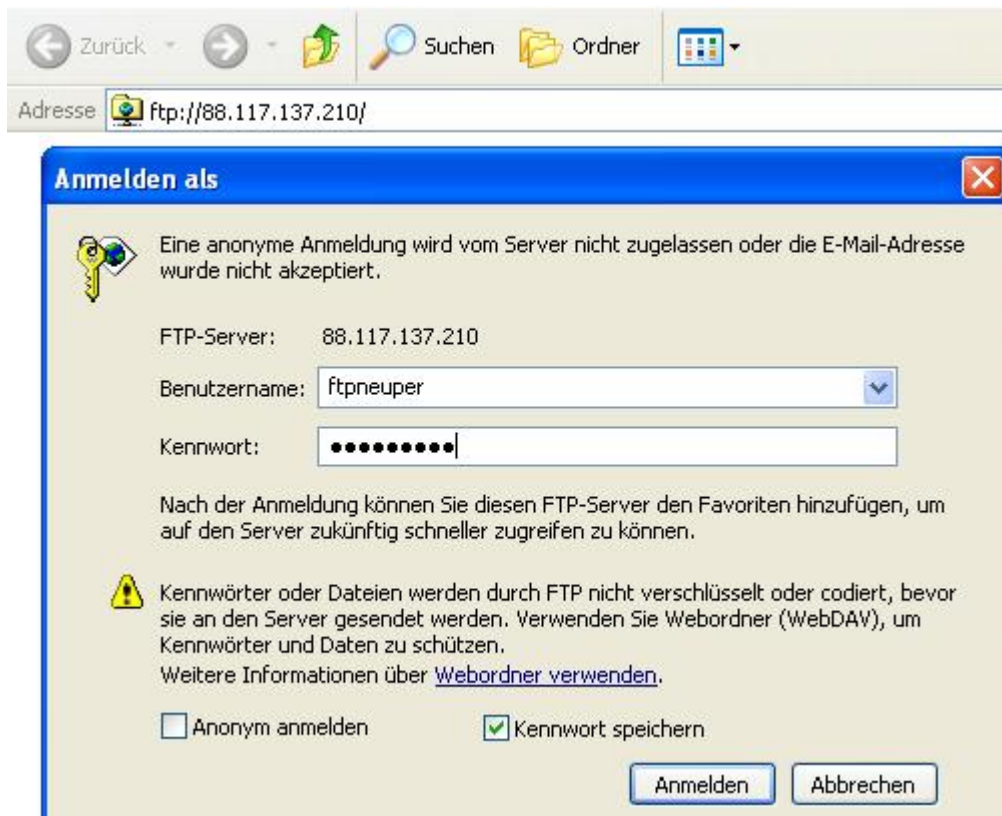 Zurück
Suchen
Ordner
Adresse ftp://88.117.137.210/
Anmelden als
Eine anonyme Anmeldung wird vom Server nicht zugelassen oder die E-Mail-Adresse
wurde nicht akzeptiert.
FTP-Server: 88.117.137.210
Benutzername: ftpneuper
Kennwort: ●●●●●●●●●
Nach der Anmeldung können Sie diesen FTP-Server den Favoriten hinzufügen, um
auf den Server zukünftig schneller zugreifen zu können.
Kennwörter oder Dateien werden durch FTP nicht verschlüsselt oder codiert, bevor
sie an den Server gesendet werden. Verwenden Sie Webordner (WebDAV), um
Kennwörter und Daten zu schützen.
Weitere Informationen über Webordner verwenden.
Anonym anmelden
Kennwort speichern
Anmelden
Abbrechen